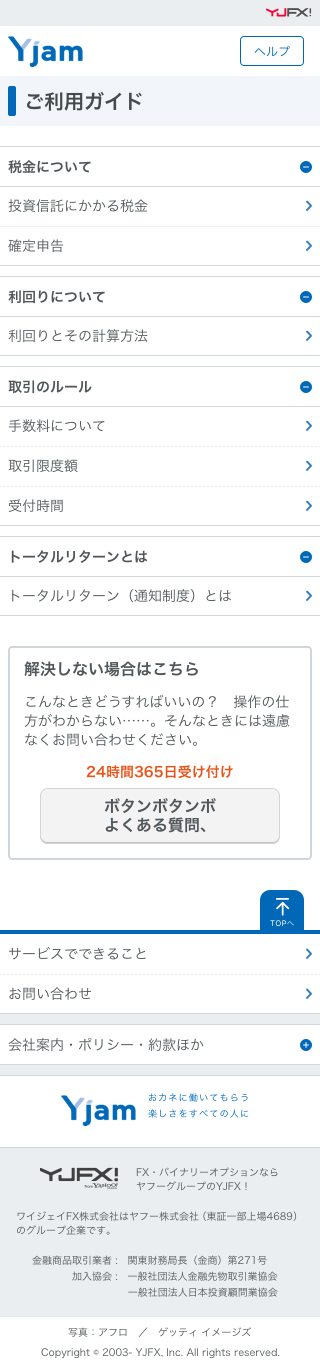 YJFX!
Yjam
ヘルプ
ご利用ガイド
税金について
投資信託にかかる税金
確定申告
利回りについて
利回りとその計算方法
取引のルール
手数料について
取引限度額
受付時間
トータルリターンとは
トータルリターン（通知制度）とは
解決しない場合はこちら
こんなときどうすればいいの？　操作の仕
方がわからない……。そんなときには遠慮
なくお問い合わせください。
24時間365日受け付け
ボタンボタンボ
よくある質問、
TOPへ
サービスでできること
お問い合わせ
会社案内・ポリシー・約款ほか
Yjam
おカネに働いてもらう
楽しさをすべての人に
YJFX!
from Yahoo!
FX・バイナリーオプションなら
ヤフーグループのYJFX！
ワイジェイFX株式会社はヤフー株式会社（東証一部上場4689）
のグループ企業です。
金融商品取引業者： 関東財務局長（金商）第271号
加入協会： 一般社団法人金融先物取引業協会
一般社団法人日本投資顧問業協会
写真：アフロ　／　ゲッティ イメージズ
Copyright © 2003- YJFX, Inc. All rights reserved.